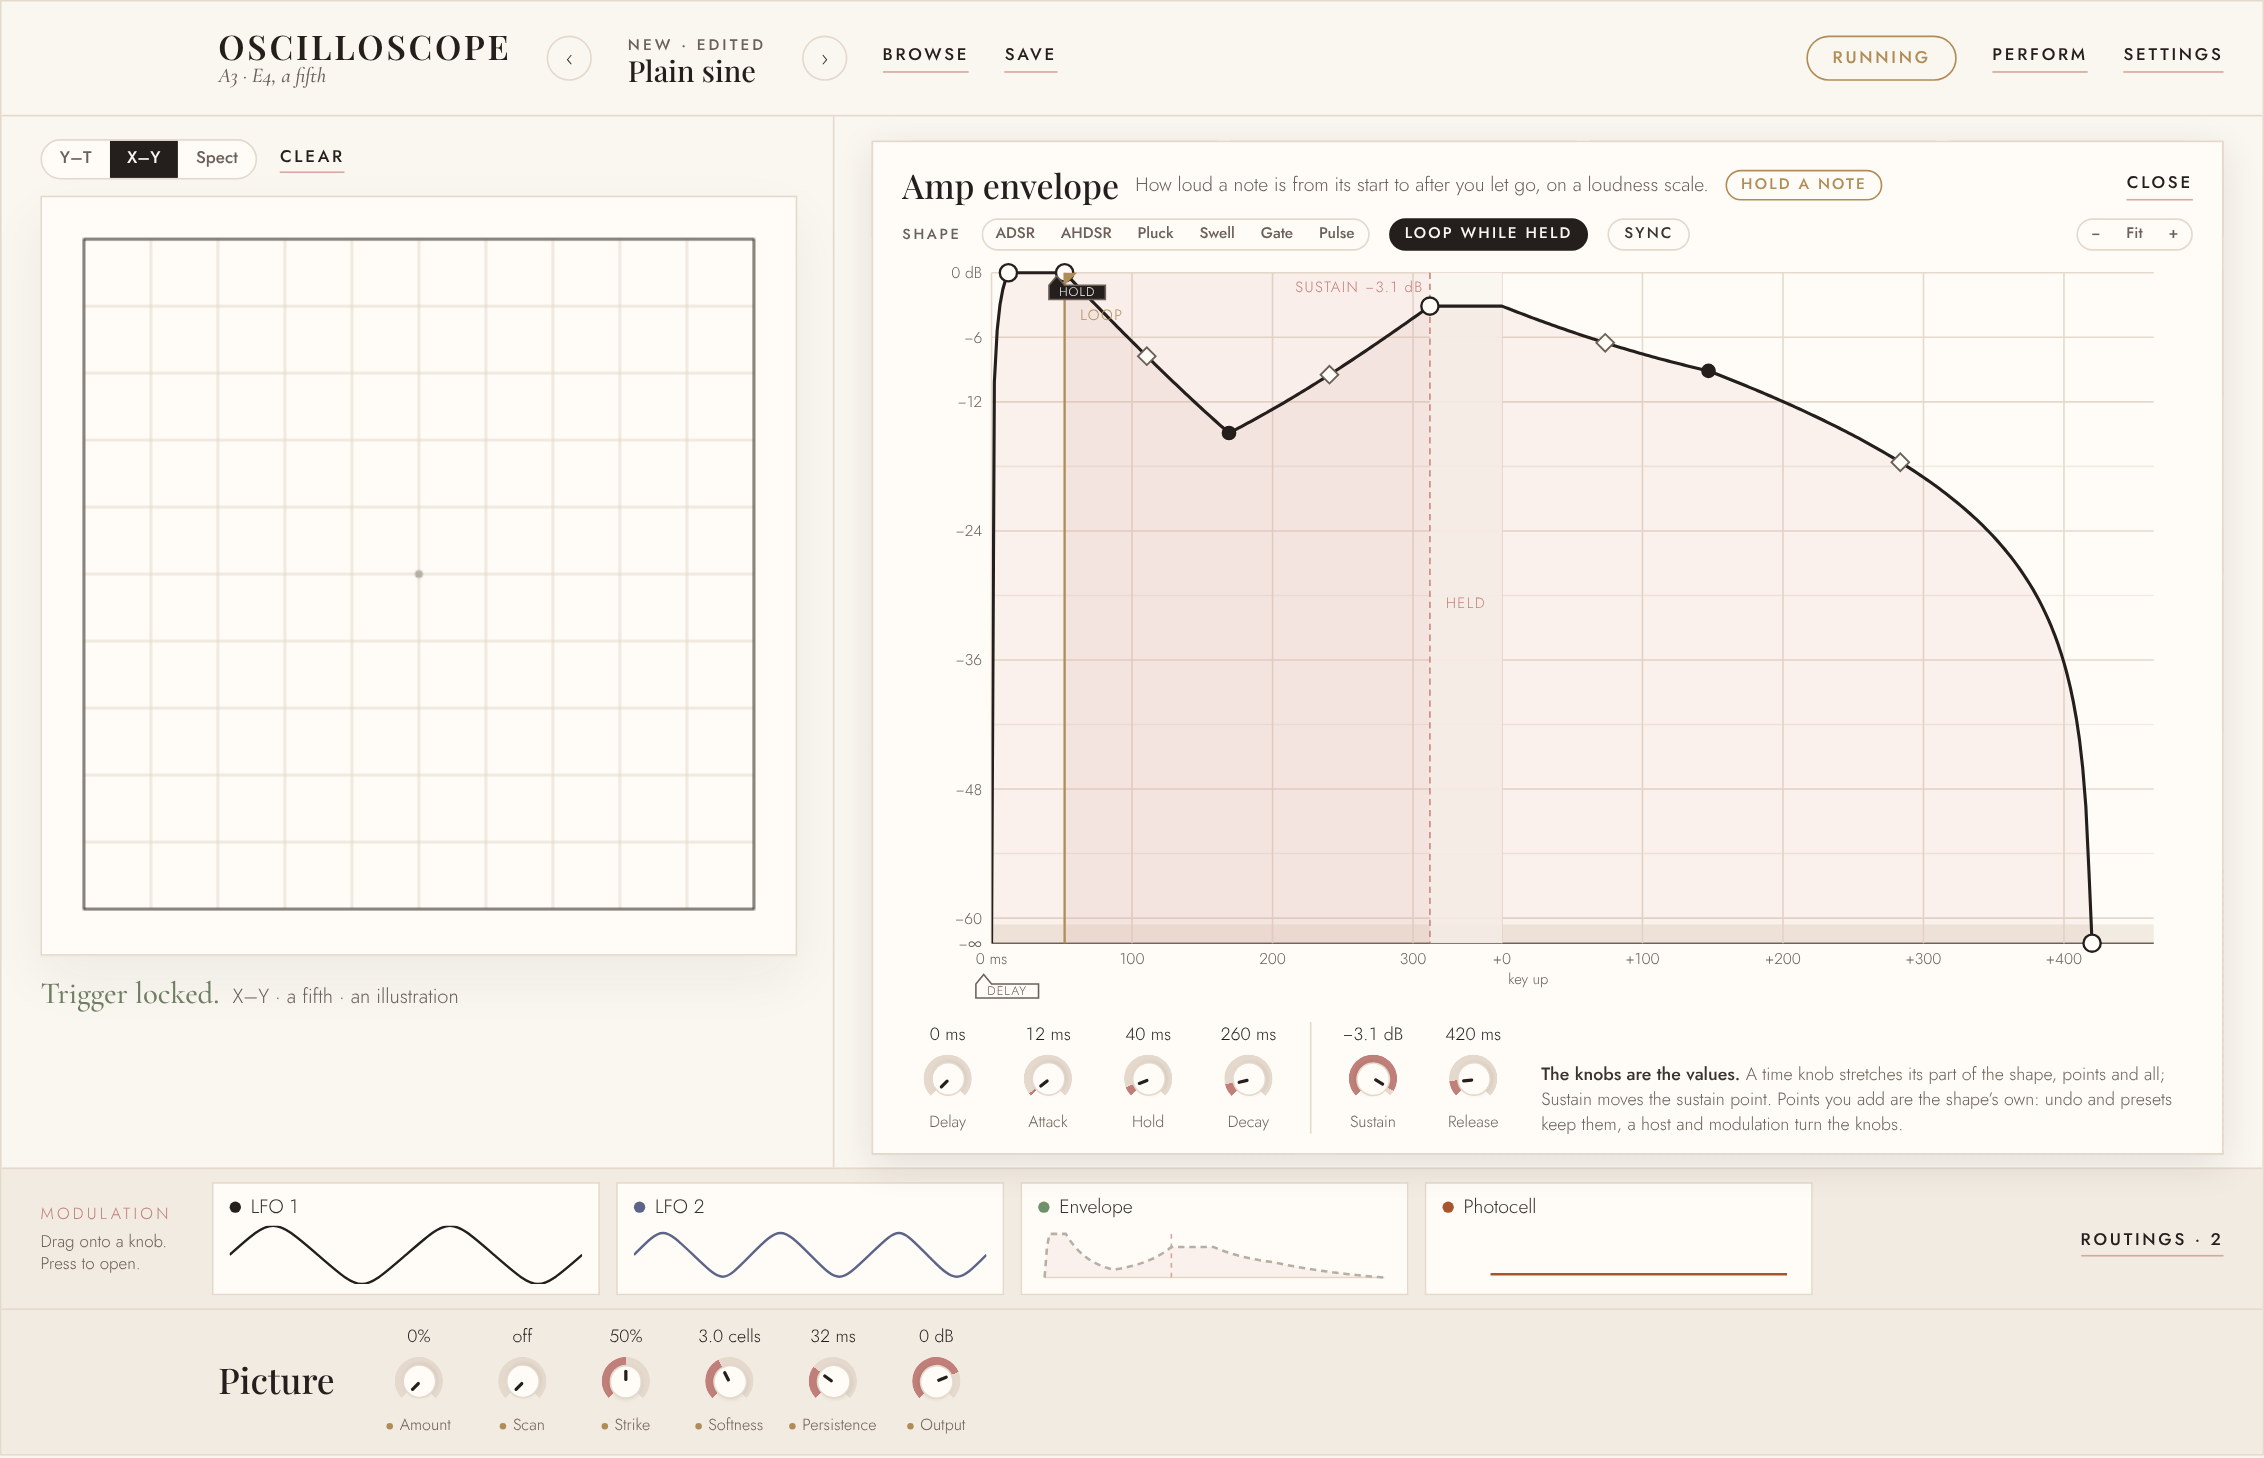 OSCILLOSCOPE
A3 · E4, a fifth
‹
NEW · EDITED
Plain sine
›
BROWSE
SAVE
RUNNING
PERFORM
SETTINGS
Y–T
X–Y
Spect
CLEAR
Trigger locked. X–Y · a fifth · an illustration
Amp envelope
How loud a note is from its start to after you let go, on a loudness scale.
HOLD A NOTE
CLOSE
SHAPE
ADSR
AHDSR
Pluck
Swell
Gate
Pulse
LOOP WHILE HELD
SYNC
−
Fit
+
0 dB
−6
−12
−24
−36
−48
−60
−∞
HOLD
LOOP
SUSTAIN −3.1 dB
HELD
0 ms
100
200
300
+0
+100
+200
+300
+400
key up
DELAY
0 ms
12 ms
40 ms
260 ms
−3.1 dB
420 ms
Delay
Attack
Hold
Decay
Sustain
Release
The knobs are the values. A time knob stretches its part of the shape, points and all;
Sustain moves the sustain point. Points you add are the shape’s own: undo and presets
keep them, a host and modulation turn the knobs.
MODULATION
Drag onto a knob.
Press to open.
LFO 1
LFO 2
Envelope
Photocell
ROUTINGS · 2
Picture
0%
off
50%
3.0 cells
32 ms
0 dB
Amount
Scan
Strike
Softness
Persistence
Output